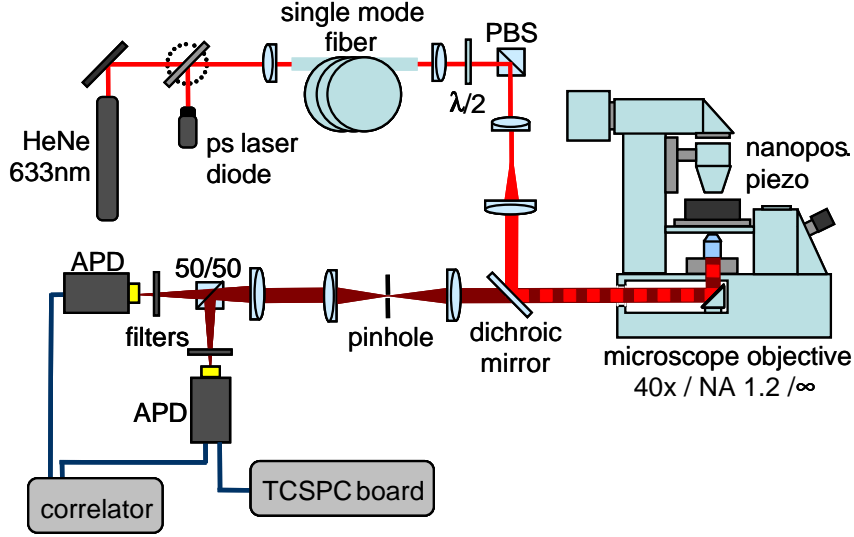 single mode
fiber
PBS
λ/2
HeNe
633nm
ps laser
diode
nanopos.
piezo
APD
50/50
filters
pinhole
dichroic
mirror
microscope objective
40x / NA 1.2 /∞
APD
correlator
TCSPC board